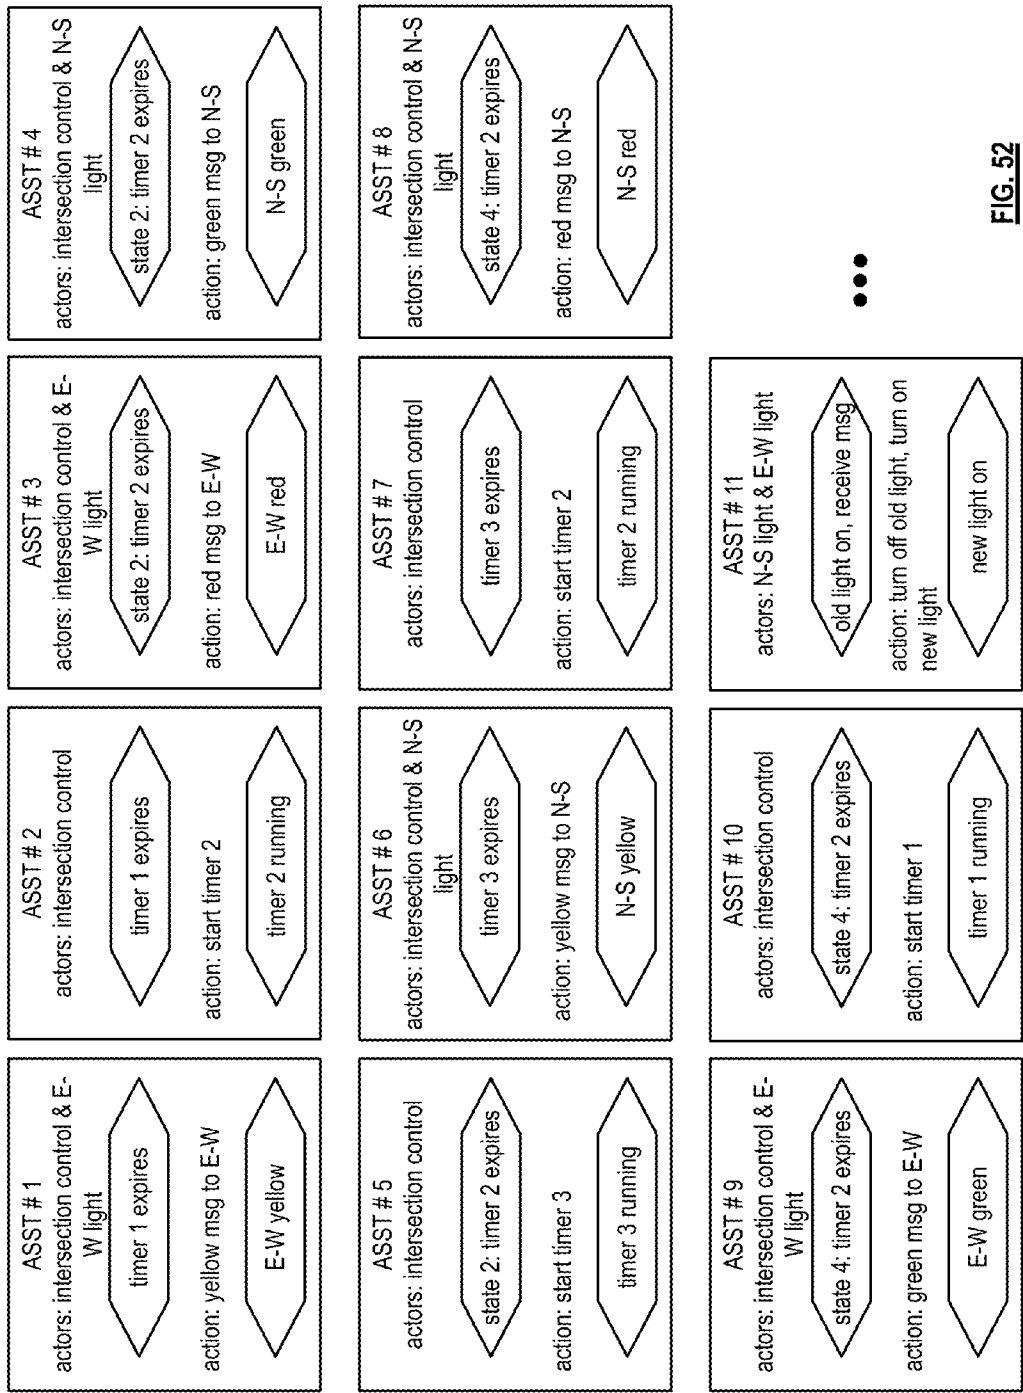 ASST # 1
actors: intersection control & E-
W light
timer 1 expires
action: yellow msg to E-W
E-W yellow
ASST # 2
actors: intersection control
timer 1 expires
action: start timer 2
timer 2 running
ASST # 3
actors: intersection control & E-
W light
state 2: timer 2 expires
action: red msg to E-W
E-W red
ASST # 4
actors: intersection control & N-S
light
state 2: timer 2 expires
action: green msg to N-S
N-S green
ASST # 5
actors: intersection control
state 2: timer 2 expires
action: start timer 3
timer 3 running
ASST # 6
actors: intersection control & N-S
light
timer 3 expires
action: yellow msg to N-S
N-S yellow
ASST # 7
actors: intersection control
timer 3 expires
action: start timer 2
timer 2 running
ASST # 8
actors: intersection control & N-S
light
state 4: timer 2 expires
action: red msg to N-S
N-S red
ASST # 9
actors: intersection control & E-
W light
state 4: timer 2 expires
action: green msg to E-W
E-W green
ASST # 10
actors: intersection control
state 4: timer 2 expires
action: start timer 1
timer 1 running
ASST # 11
actors: N-S light & E-W light
old light on, receive msg
action: turn off old light, turn on
new light
new light on
FIG. 52